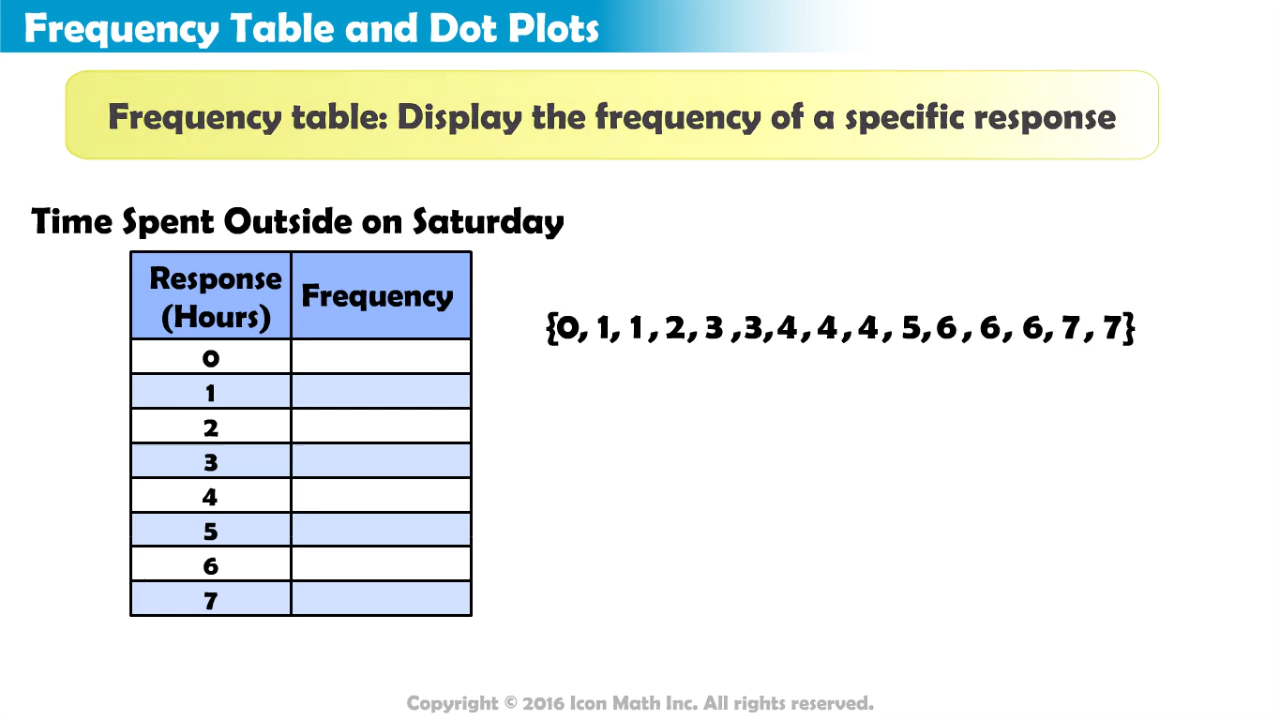 Frequency Table and Dot Plots
Frequency table: Display the frequency of a specific response
Time Spent Outside on Saturday
Response (Hours) Frequency
0
1
2
3
4
5
6
7
{0, 1, 1, 2, 3 ,3, 4, 4, 4, 5, 6, 6, 6, 7, 7}
Copyright © 2016 Icon Math Inc. All rights reserved.